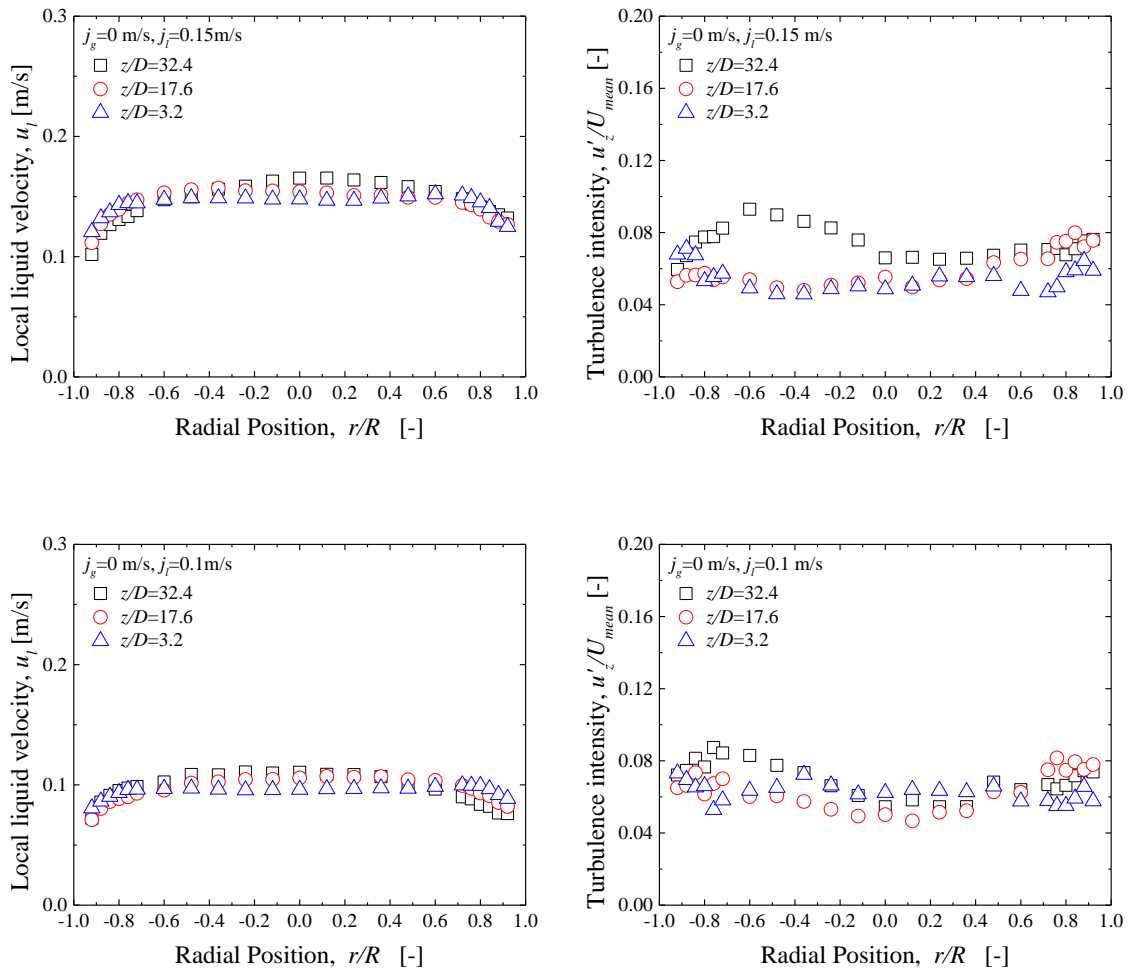 j_g=0 m/s, j_l=0.15m/s
z/D=32.4
z/D=17.6
z/D=3.2
Local liquid velocity, u_l [m/s]
0.3
0.2
0.1
0.0
-1.0 -0.8 -0.6 -0.4 -0.2 0.0 0.2 0.4 0.6 0.8 1.0
Radial Position, r/R [-]
j_g=0 m/s, j_l=0.15 m/s
z/D=32.4
z/D=17.6
z/D=3.2
Turbulence intensity, u'_z/U_mean [-]
0.20
0.16
0.12
0.08
0.04
0.00
-1.0 -0.8 -0.6 -0.4 -0.2 0.0 0.2 0.4 0.6 0.8 1.0
Radial Position, r/R [-]
j_g=0 m/s, j_l=0.1m/s
z/D=32.4
z/D=17.6
z/D=3.2
Local liquid velocity, u_l [m/s]
0.3
0.2
0.1
0.0
-1.0 -0.8 -0.6 -0.4 -0.2 0.0 0.2 0.4 0.6 0.8 1.0
Radial Position, r/R [-]
j_g=0 m/s, j_l=0.1 m/s
z/D=32.4
z/D=17.6
z/D=3.2
Turbulence intensity, u'_z/U_mean [-]
0.20
0.16
0.12
0.08
0.04
0.00
-1.0 -0.8 -0.6 -0.4 -0.2 0.0 0.2 0.4 0.6 0.8 1.0
Radial Position, r/R [-]